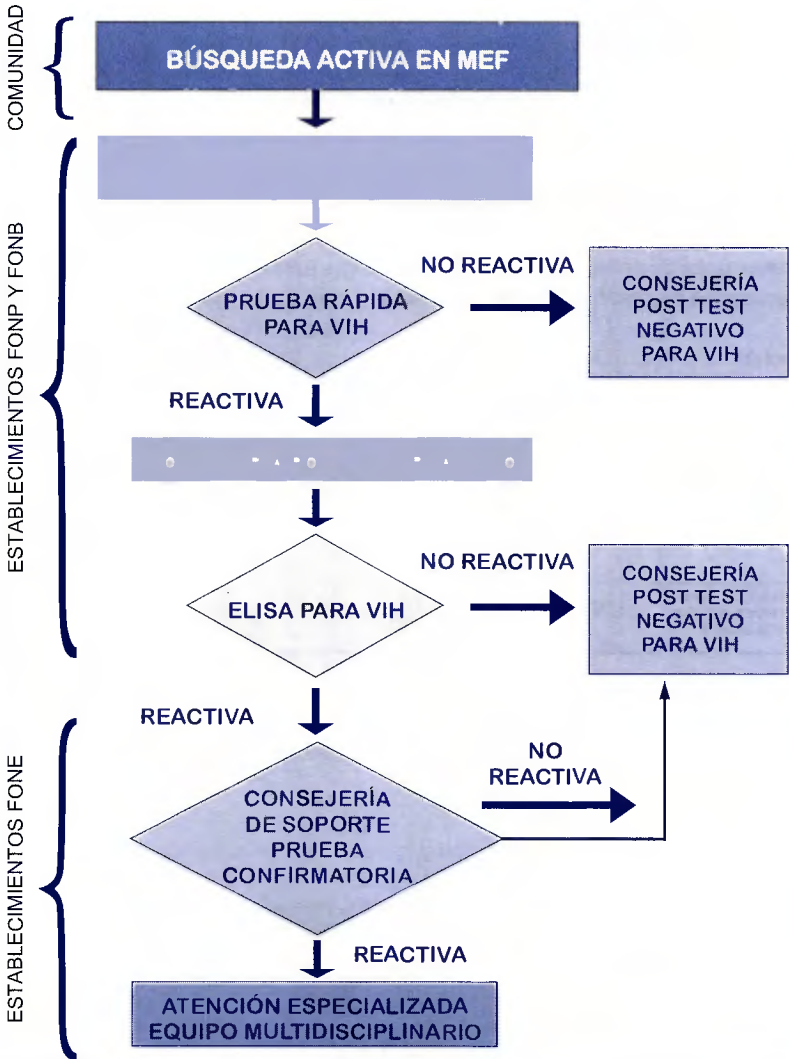 COMUNIDAD
BÚSQUEDA ACTIVA EN MEF
ESTABLECIMIENTOS FONP Y FONB
PRUEBA RÁPIDA
PARA VIH
NO REACTIVA
CONSEJERÍA
POST TEST
NEGATIVO
PARA VIH
REACTIVA
ELISA PARA VIH
NO REACTIVA
CONSEJERÍA
POST TEST
NEGATIVO
PARA VIH
REACTIVA
ESTABLECIMIENTOS FONE
CONSEJERÍA
DE SOPORTE
PRUEBA
CONFIRMATORIA
NO
REACTIVA
REACTIVA
ATENCIÓN ESPECIALIZADA
EQUIPO MULTIDISCIPLINARIO